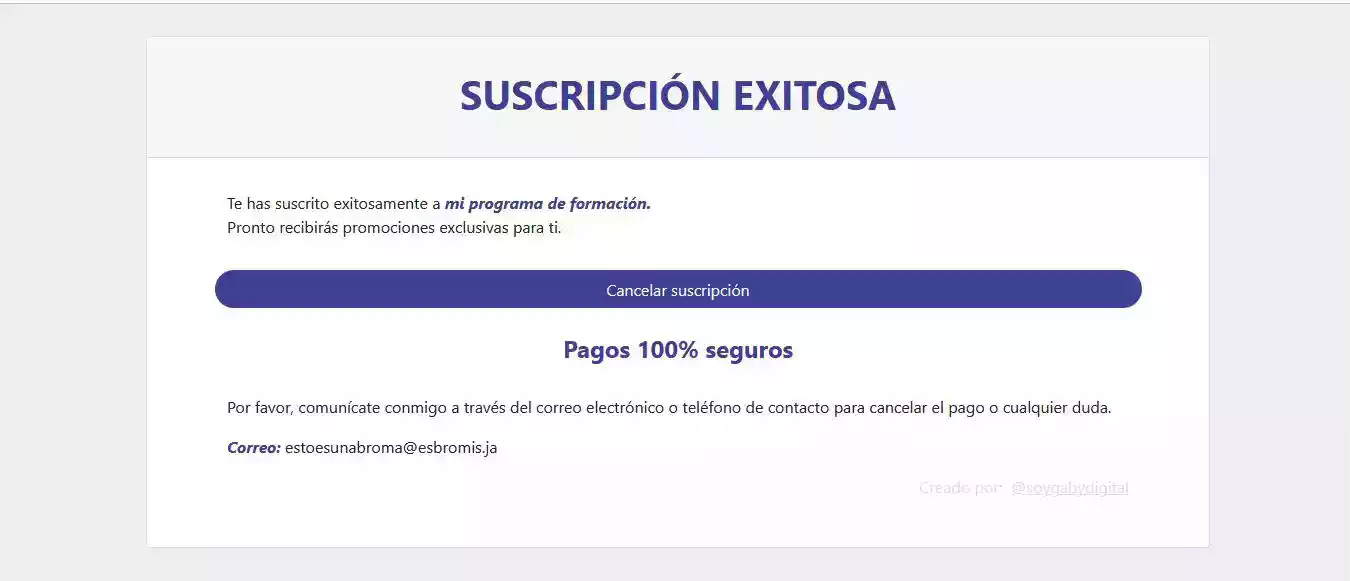 SUSCRIPCIÓN EXITOSA
Te has suscrito exitosamente a mi programa de formación.
Pronto recibirás promociones exclusivas para ti.
Cancelar suscripción
Pagos 100% seguros
Por favor, comunícate conmigo a través del correo electrónico o teléfono de contacto para cancelar el pago o cualquier duda.
Correo: estoesunabroma@esbromis.ja
Creado por: @soygabydigital